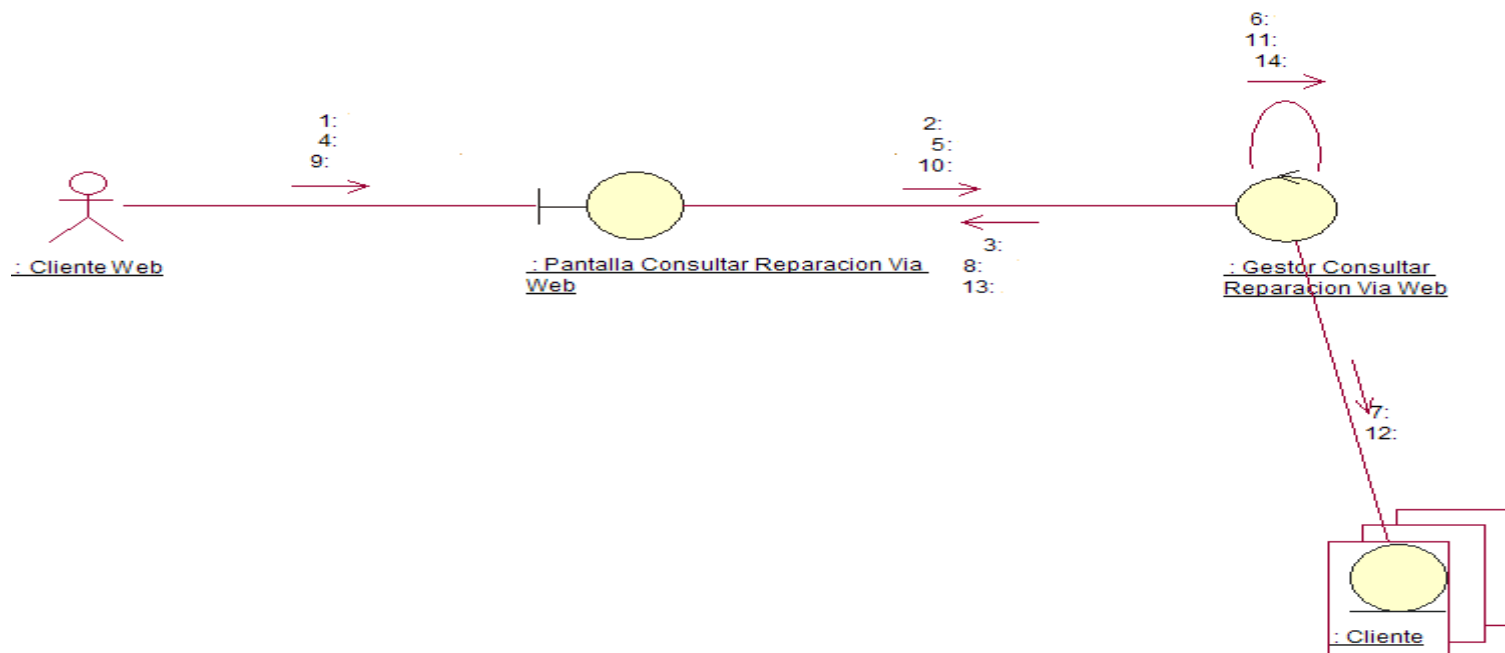 6:
11:
14:
1:
4:
9:
2:
5:
10:
3:
8:
13:
: Cliente Web
: Pantalla Consultar Reparacion Via
Web
: Gestor Consultar
Reparacion Via Web
7:
12:
: Cliente